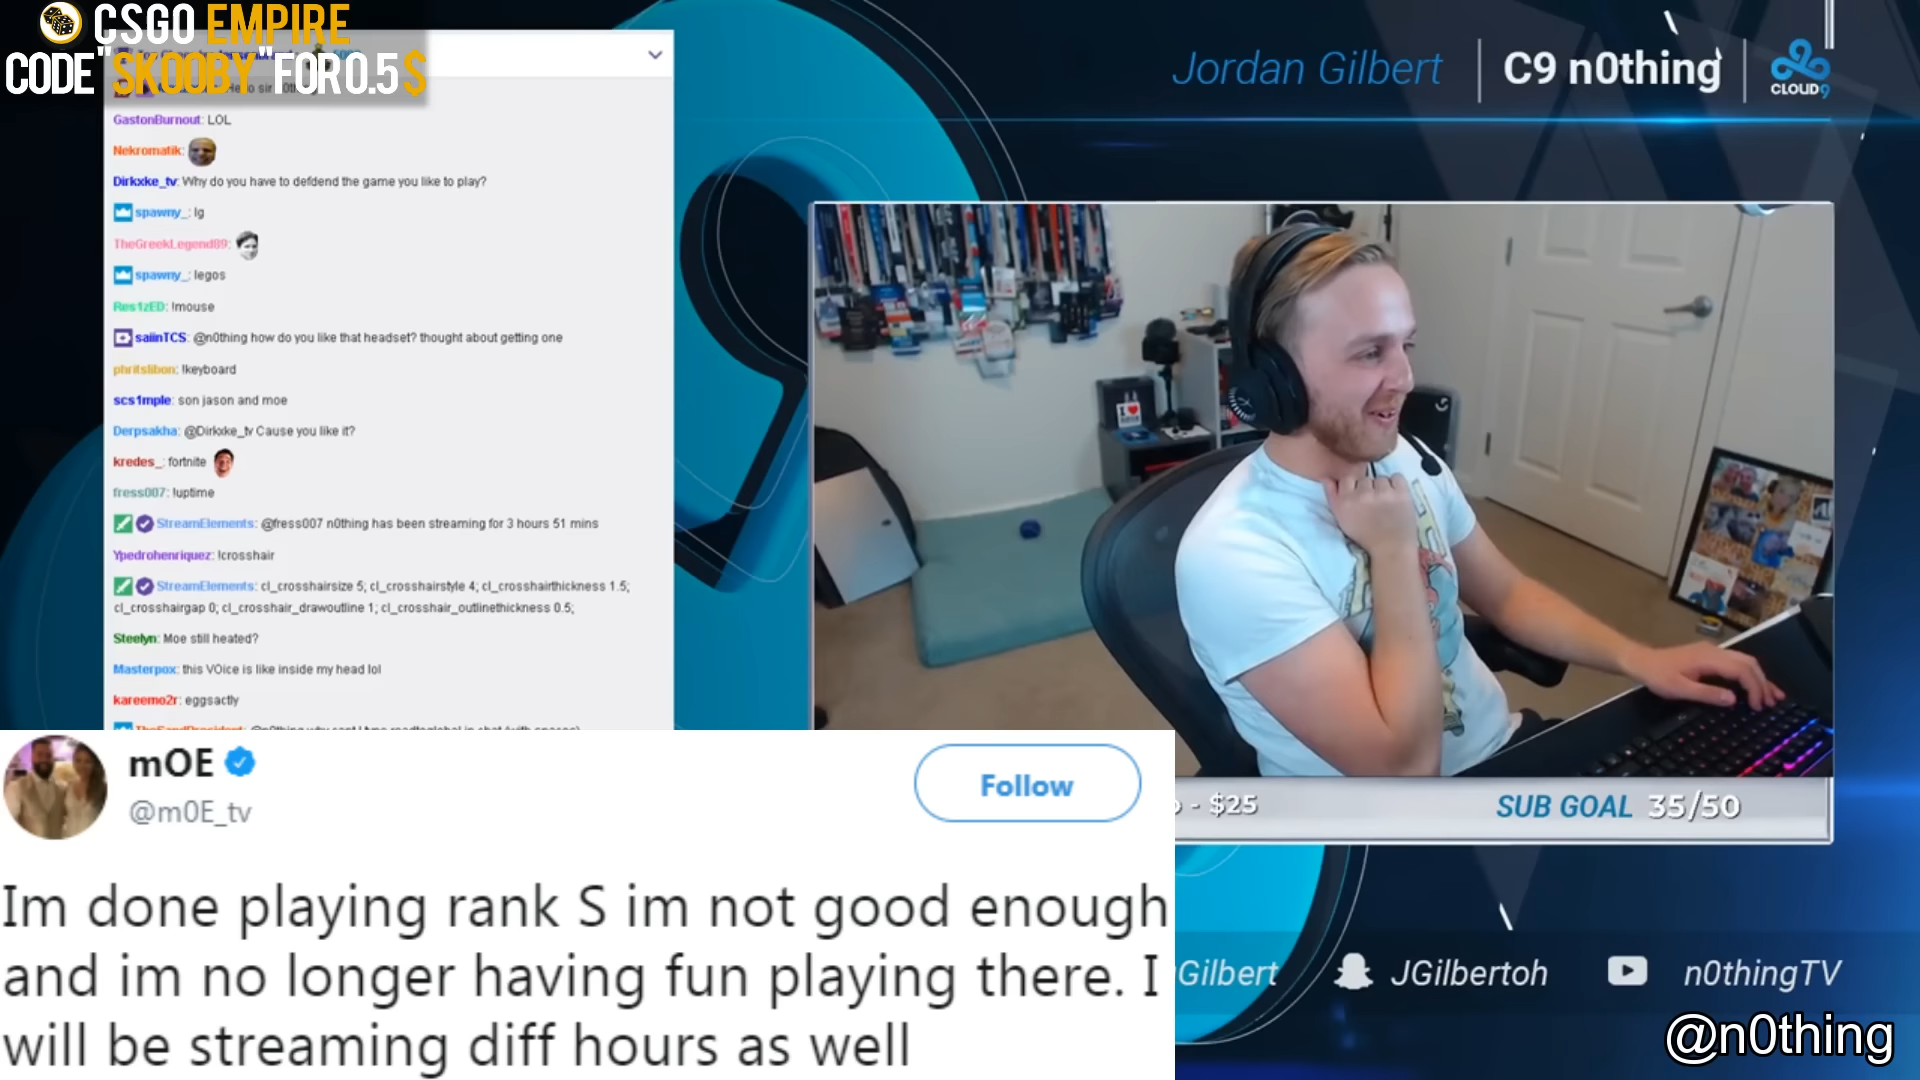 CSGO EMPIRE
CODE "SKOOBY" FOR 0.5 $
Jordan Gilbert
C9 n0thing
CLOUD9
GastonBurnout: LOL
Nekromatik:
Dirkxke_tv: Why do you have to defdend the game you like to play?
spawny_: lg
TheGreekLegend89:
spawny_: legos
Res1zED: !mouse
saiinTCS: @n0thing how do you like that headset? thought about getting one
phritslibon: !keyboard
scs1mple: son jason and moe
Derpsakha: @Dirkxke_tv Cause you like it?
kredes_: fortnite
fress007: !uptime
StreamElements: @fress007 n0thing has been streaming for 3 hours 51 mins
Ypedrohenriquez: !crosshair
StreamElements: cl_crosshairsize 5; cl_crosshairstyle 4; cl_crosshairthickness 1.5;
cl_crosshairgap 0; cl_crosshair_drawoutline 1; cl_crosshair_outlinethickness 0.5;
Steelyn: Moe still heated?
Masterpox: this VOice is like inside my head lol
kareemo2r: eggsactly
mOE
@m0E_tv
Follow
Im done playing rank S im not good enough
and im no longer having fun playing there. I
will be streaming diff hours as well
- $25
SUB GOAL 35/50
Gilbert
JGilbertoh
n0thingTV
@n0thing